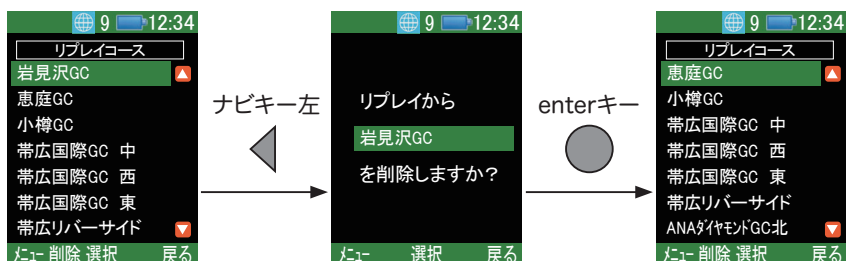 9 12:34
リプレイコース
岩見沢GC
恵庭GC
小樽GC
帯広国際GC 中
帯広国際GC 西
帯広国際GC 東
帯広リバーサイド
メニュー 削除 選択 戻る
ナビキー左
9 12:34
リプレイから
岩見沢GC
を削除しますか？
メニュー 選択 戻る
enterキー
9 12:34
リプレイコース
恵庭GC
小樽GC
帯広国際GC 中
帯広国際GC 西
帯広国際GC 東
帯広リバーサイド
ANAダイヤモンドGC北
メニュー 削除 選択 戻る